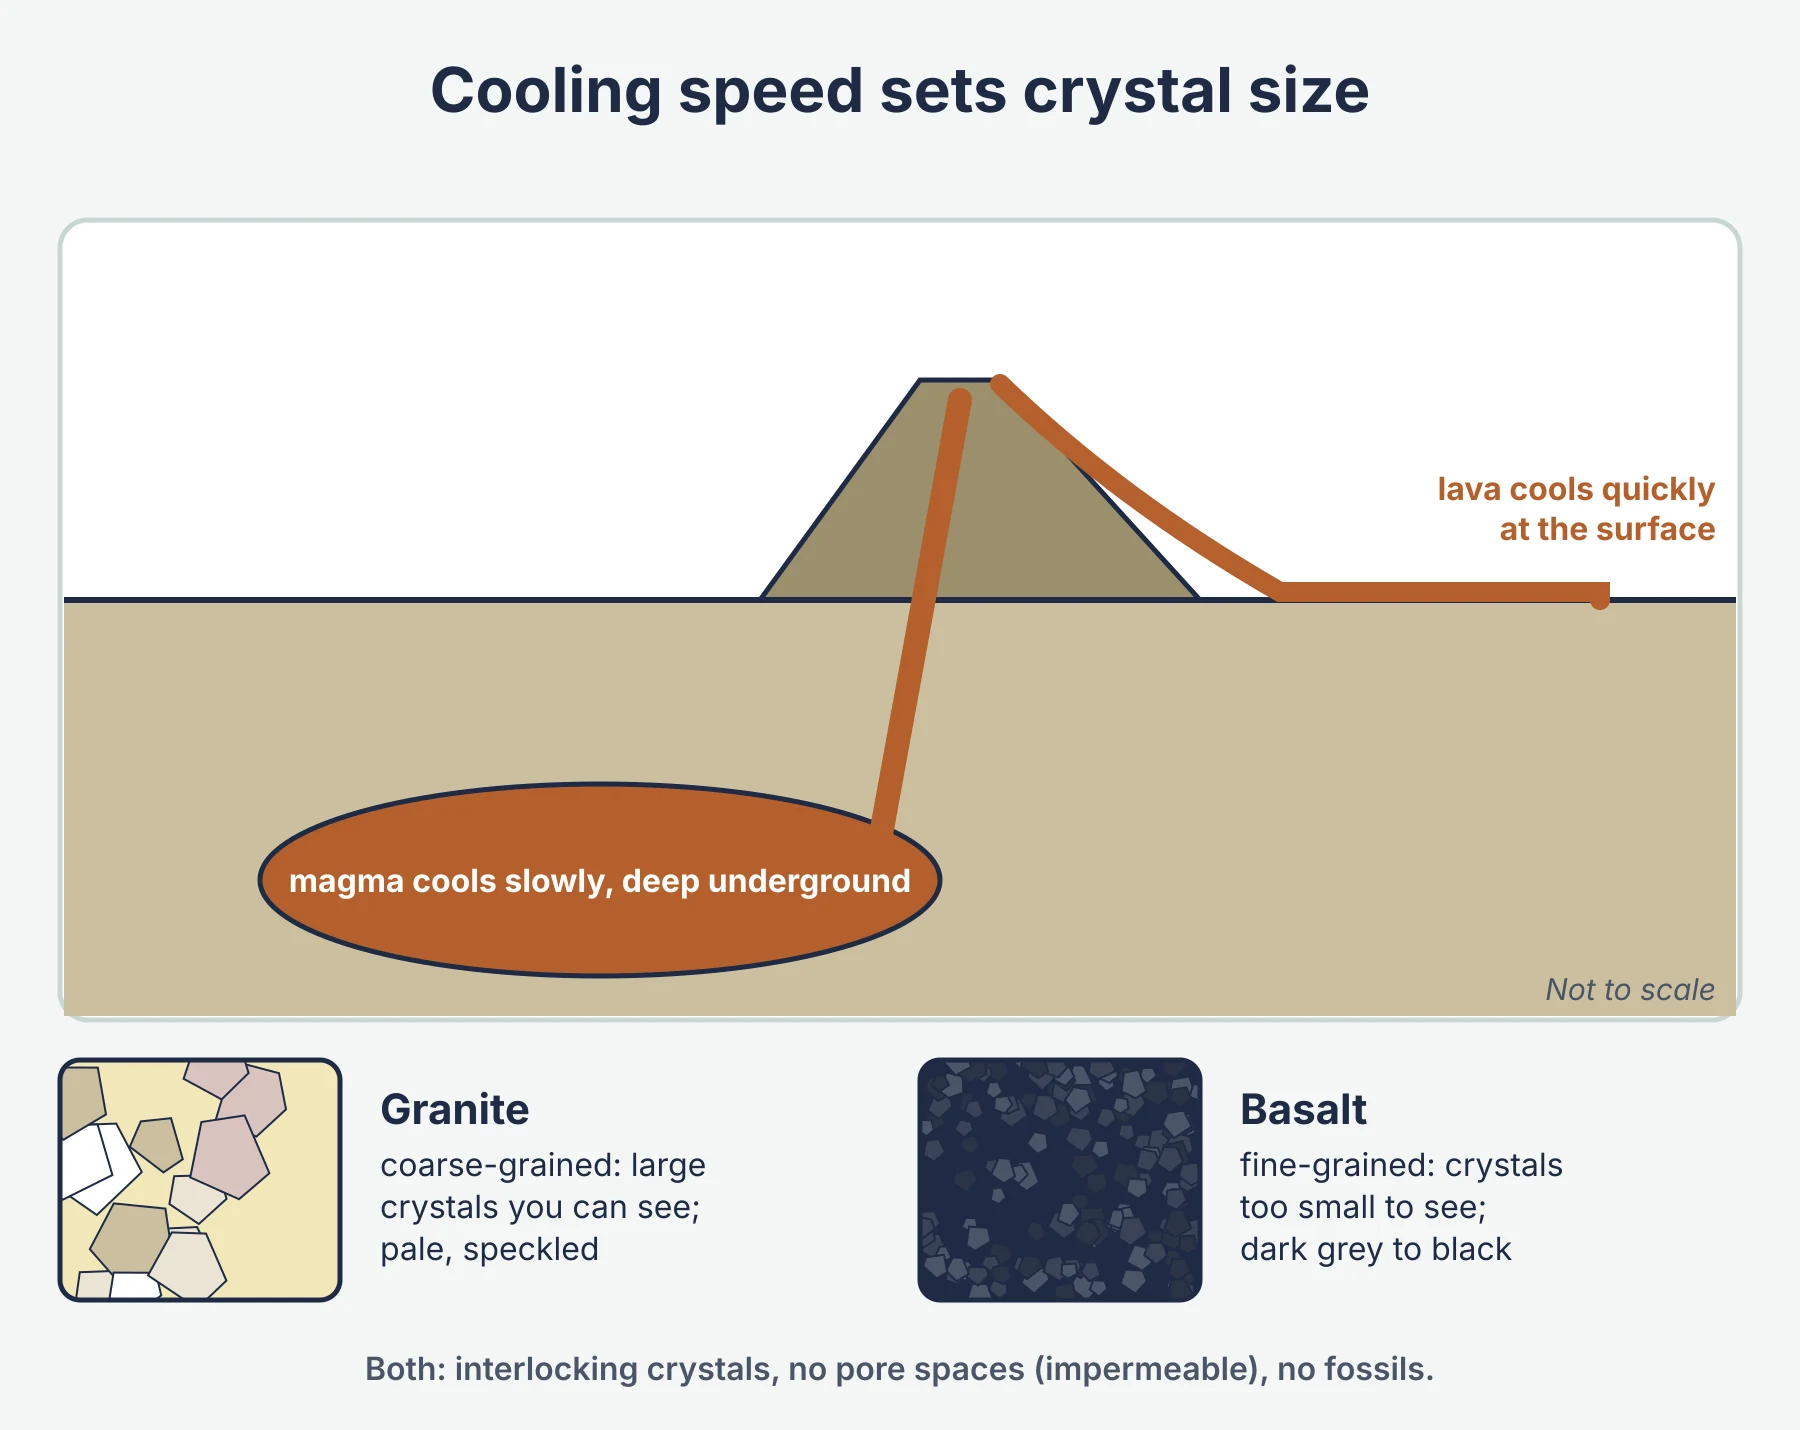 Cooling speed sets crystal size
lava cools quickly
at the surface
magma cools slowly, deep underground
Not to scale
Granite
coarse-grained: large
crystals you can see;
pale, speckled
Basalt
fine-grained: crystals
too small to see;
dark grey to black
Both: interlocking crystals, no pore spaces (impermeable), no fossils.